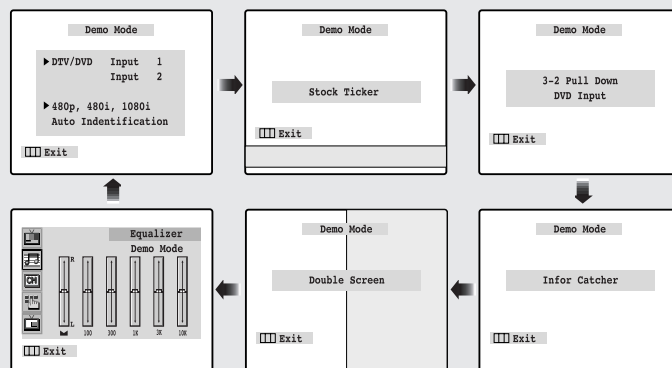 Demo Mode
DTV/DVD Input 1
Input 2
480p, 480i, 1080i
Auto Indentification
Exit
Demo Mode
Stock Ticker
Exit
Demo Mode
3-2 Pull Down
DVD Input
Exit
Equalizer
Demo Mode
R
CH
L
100 300 1K 3K 10K
Exit
Demo Mode
Double Screen
Exit
Demo Mode
Infor Catcher
Exit